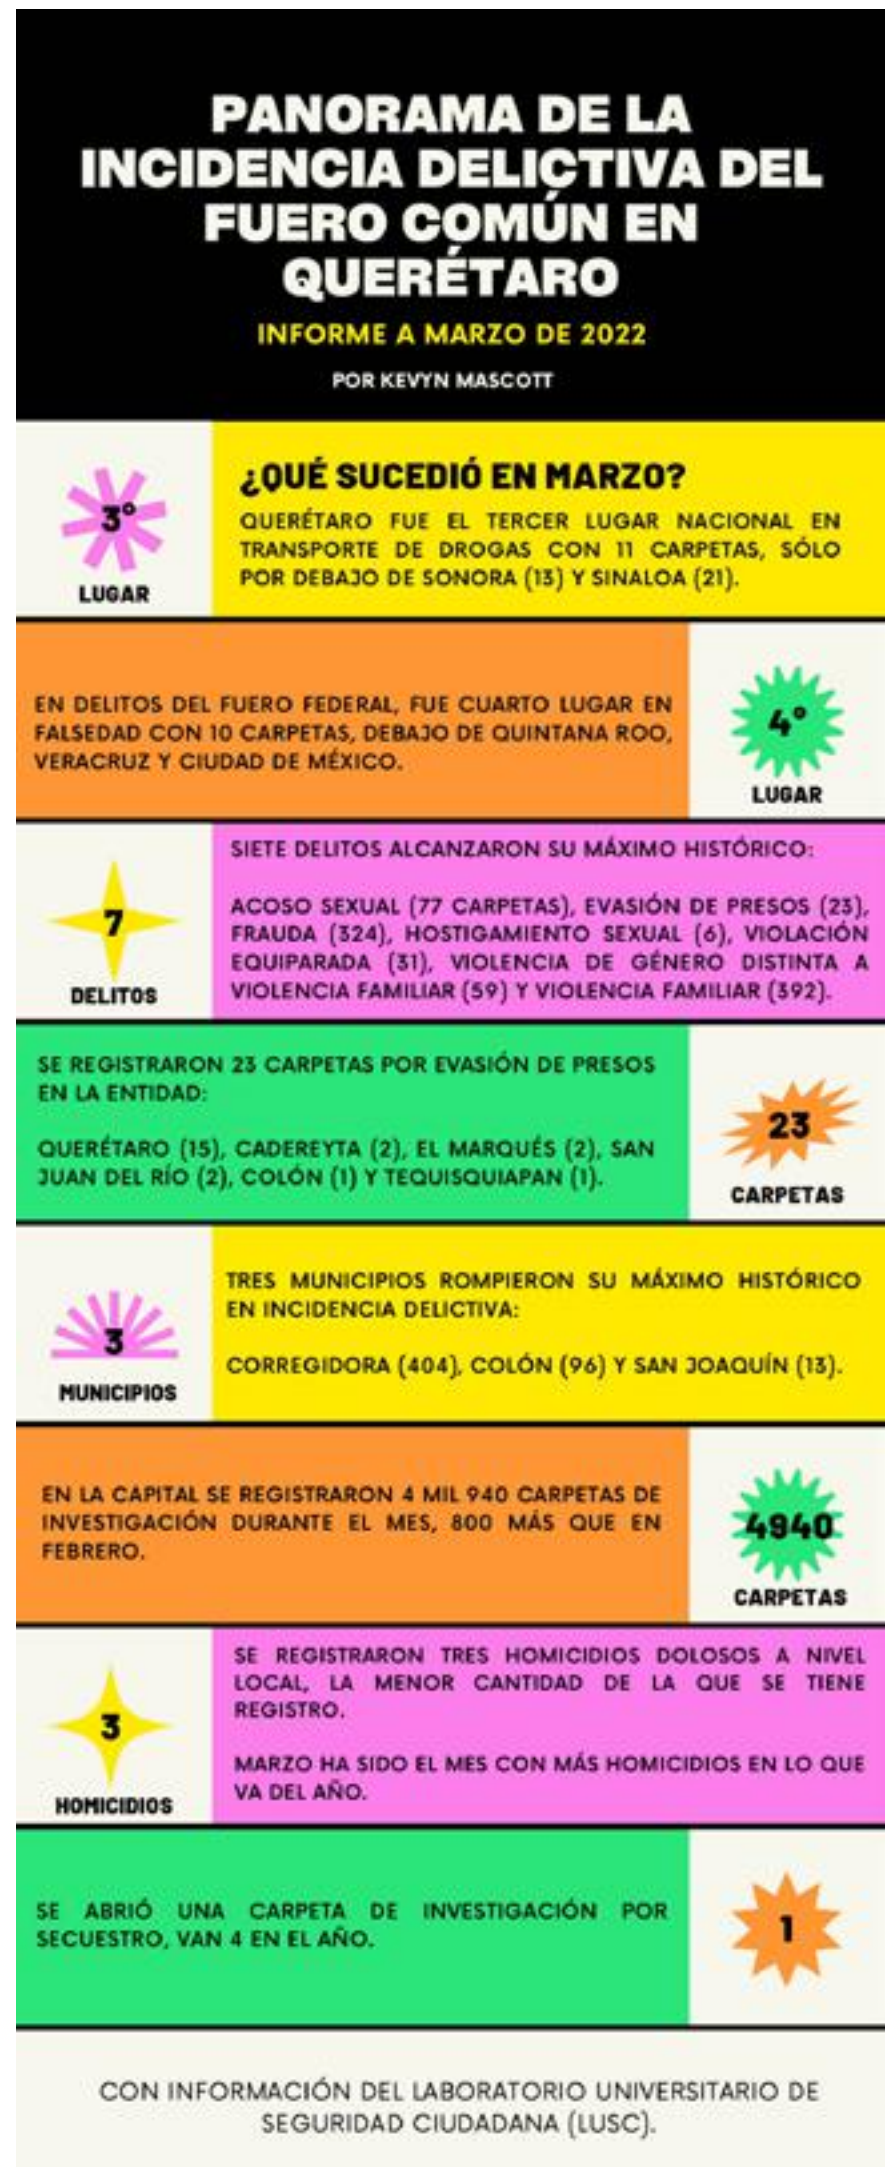 PANORAMA DE LA
INCIDENCIA DELICTIVA DEL
FUERO COMÚN EN
QUERÉTARO
INFORME A MARZO DE 2022
POR KEVYN MASCOTT
3°
LUGAR
¿QUÉ SUCEDIÓ EN MARZO?
QUERÉTARO FUE EL TERCER LUGAR NACIONAL EN
TRANSPORTE DE DROGAS CON 11 CARPETAS, SÓLO
POR DEBAJO DE SONORA (13) Y SINALOA (21).
EN DELITOS DEL FUERO FEDERAL, FUE CUARTO LUGAR EN
FALSEDAD CON 10 CARPETAS, DEBAJO DE QUINTANA ROO,
VERACRUZ Y CIUDAD DE MÉXICO.
4°
LUGAR
7
DELITOS
SIETE DELITOS ALCANZARON SU MÁXIMO HISTÓRICO:
ACOSO SEXUAL (77 CARPETAS), EVASIÓN DE PRESOS (23),
FRAUDA (324), HOSTIGAMIENTO SEXUAL (6), VIOLACIÓN
EQUIPARADA (31), VIOLENCIA DE GÉNERO DISTINTA A
VIOLENCIA FAMILIAR (59) Y VIOLENCIA FAMILIAR (392).
SE REGISTRARON 23 CARPETAS POR EVASIÓN DE PRESOS
EN LA ENTIDAD:
QUERÉTARO (15), CADEREYTA (2), EL MARQUÉS (2), SAN
JUAN DEL RÍO (2), COLÓN (1) Y TEQUISQUIAPAN (1).
23
CARPETAS
3
MUNICIPIOS
TRES MUNICIPIOS ROMPIERON SU MÁXIMO HISTÓRICO
EN INCIDENCIA DELICTIVA:
CORREGIDORA (404), COLÓN (96) Y SAN JOAQUÍN (13).
EN LA CAPITAL SE REGISTRARON 4 MIL 940 CARPETAS DE
INVESTIGACIÓN DURANTE EL MES, 800 MÁS QUE EN
FEBRERO.
4940
CARPETAS
3
HOMICIDIOS
SE REGISTRARON TRES HOMICIDIOS DOLOSOS A NIVEL
LOCAL, LA MENOR CANTIDAD DE LA QUE SE TIENE
REGISTRO.
MARZO HA SIDO EL MES CON MÁS HOMICIDIOS EN LO QUE
VA DEL AÑO.
SE ABRIÓ UNA CARPETA DE INVESTIGACIÓN POR
SECUESTRO, VAN 4 EN EL AÑO.
1
CON INFORMACIÓN DEL LABORATORIO UNIVERSITARIO DE
SEGURIDAD CIUDADANA (LUSC).